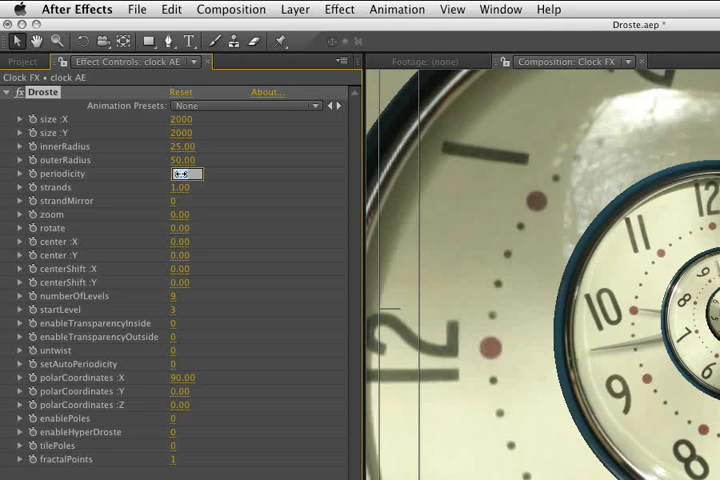 After Effects File Edit Composition Layer Effect Animation View Window Help
Droste.aep *
Project Effect Controls: clock AE Footage: (none) Composition: Clock FX
Clock FX • clock AE
fx Droste Reset About...
Animation Presets: None
size :X 2000
size :Y 2000
innerRadius 25.00
outerRadius 50.00
periodicity
strands 1.00
strandMirror 0
zoom 0.00
rotate 0.00
center :X 0.00
center :Y 0.00
centerShift :X 0.00
centerShift :Y 0.00
numberOfLevels 9
startLevel 3
enableTransparencyInside 0
enableTransparencyOutside 0
untwist 0
setAutoPeriodicity 0
polarCoordinates :X 90.00
polarCoordinates :Y 0.00
polarCoordinates :Z 0.00
enablePoles 0
enableHyperDroste 0
tilePoles 0
fractalPoints 1
1
12
12
11
10
9
8